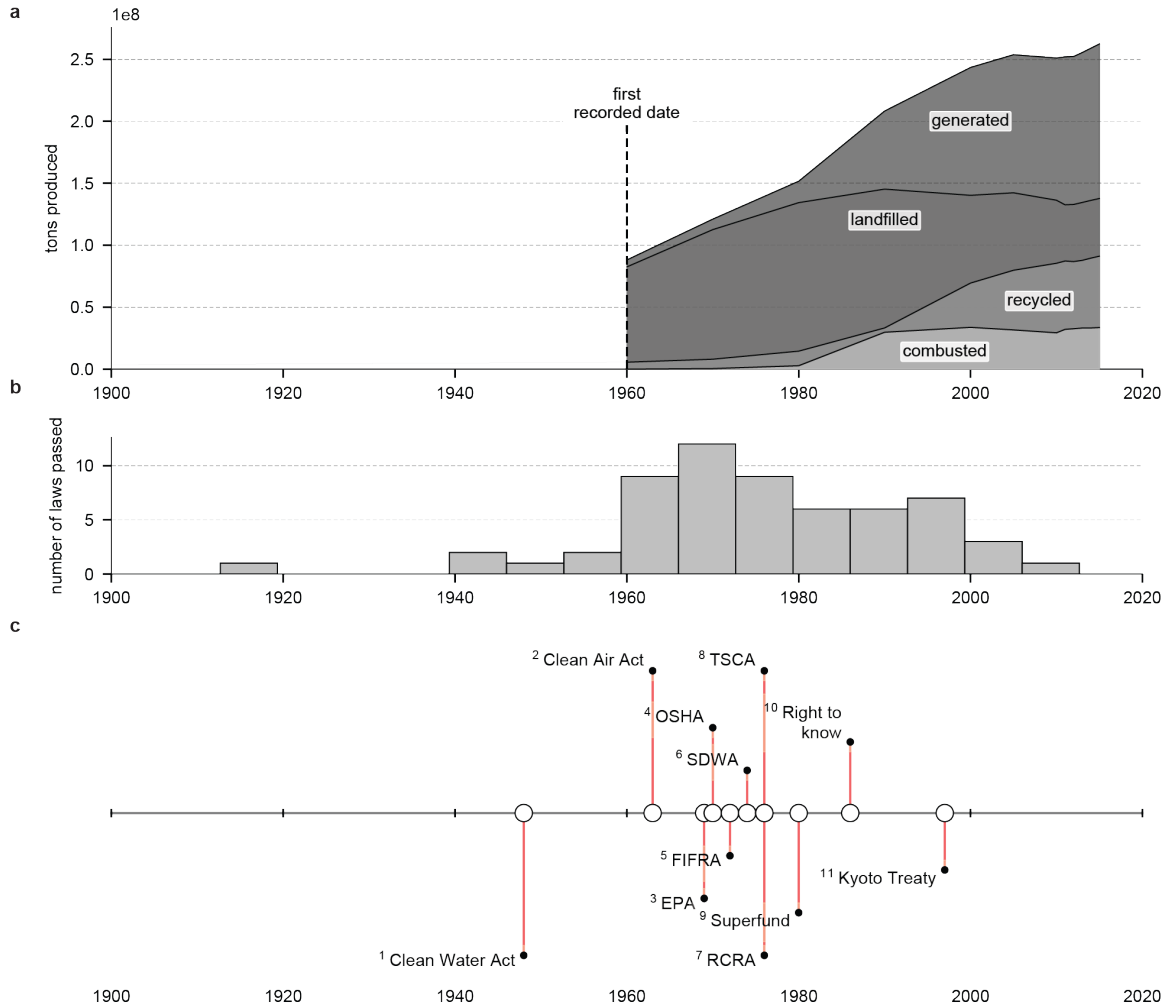 a
1e8
2.5
2.0
1.5
1.0
0.5
0.0
tons produced
first
recorded date
generated
landfilled
recycled
combusted
1900 1920 1940 1960 1980 2000 2020
b
10
5
0
number of laws passed
1900 1920 1940 1960 1980 2000 2020
c
2 Clean Air Act
8 TSCA
4 OSHA
10 Right to
know
6 SDWA
5 FIFRA
11 Kyoto Treaty
3 EPA
9 Superfund
1 Clean Water Act
7 RCRA
1900 1920 1940 1960 1980 2000 2020